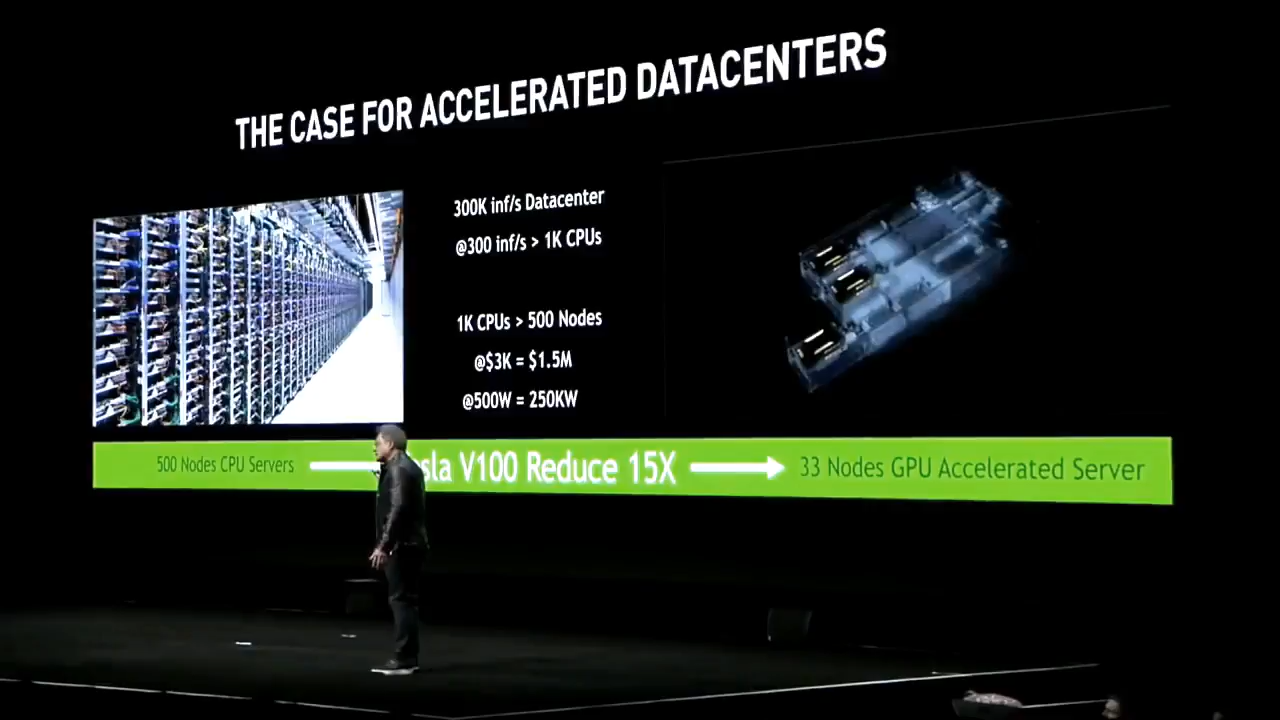 THE CASE FOR ACCELERATED DATACENTERS
300K inf/s Datacenter
@300 inf/s > 1K CPUs
1K CPUs > 500 Nodes
@$3K = $1.5M
@500W = 250KW
500 Nodes CPU Servers
sla V100 Reduce 15X
33 Nodes GPU Accelerated Server